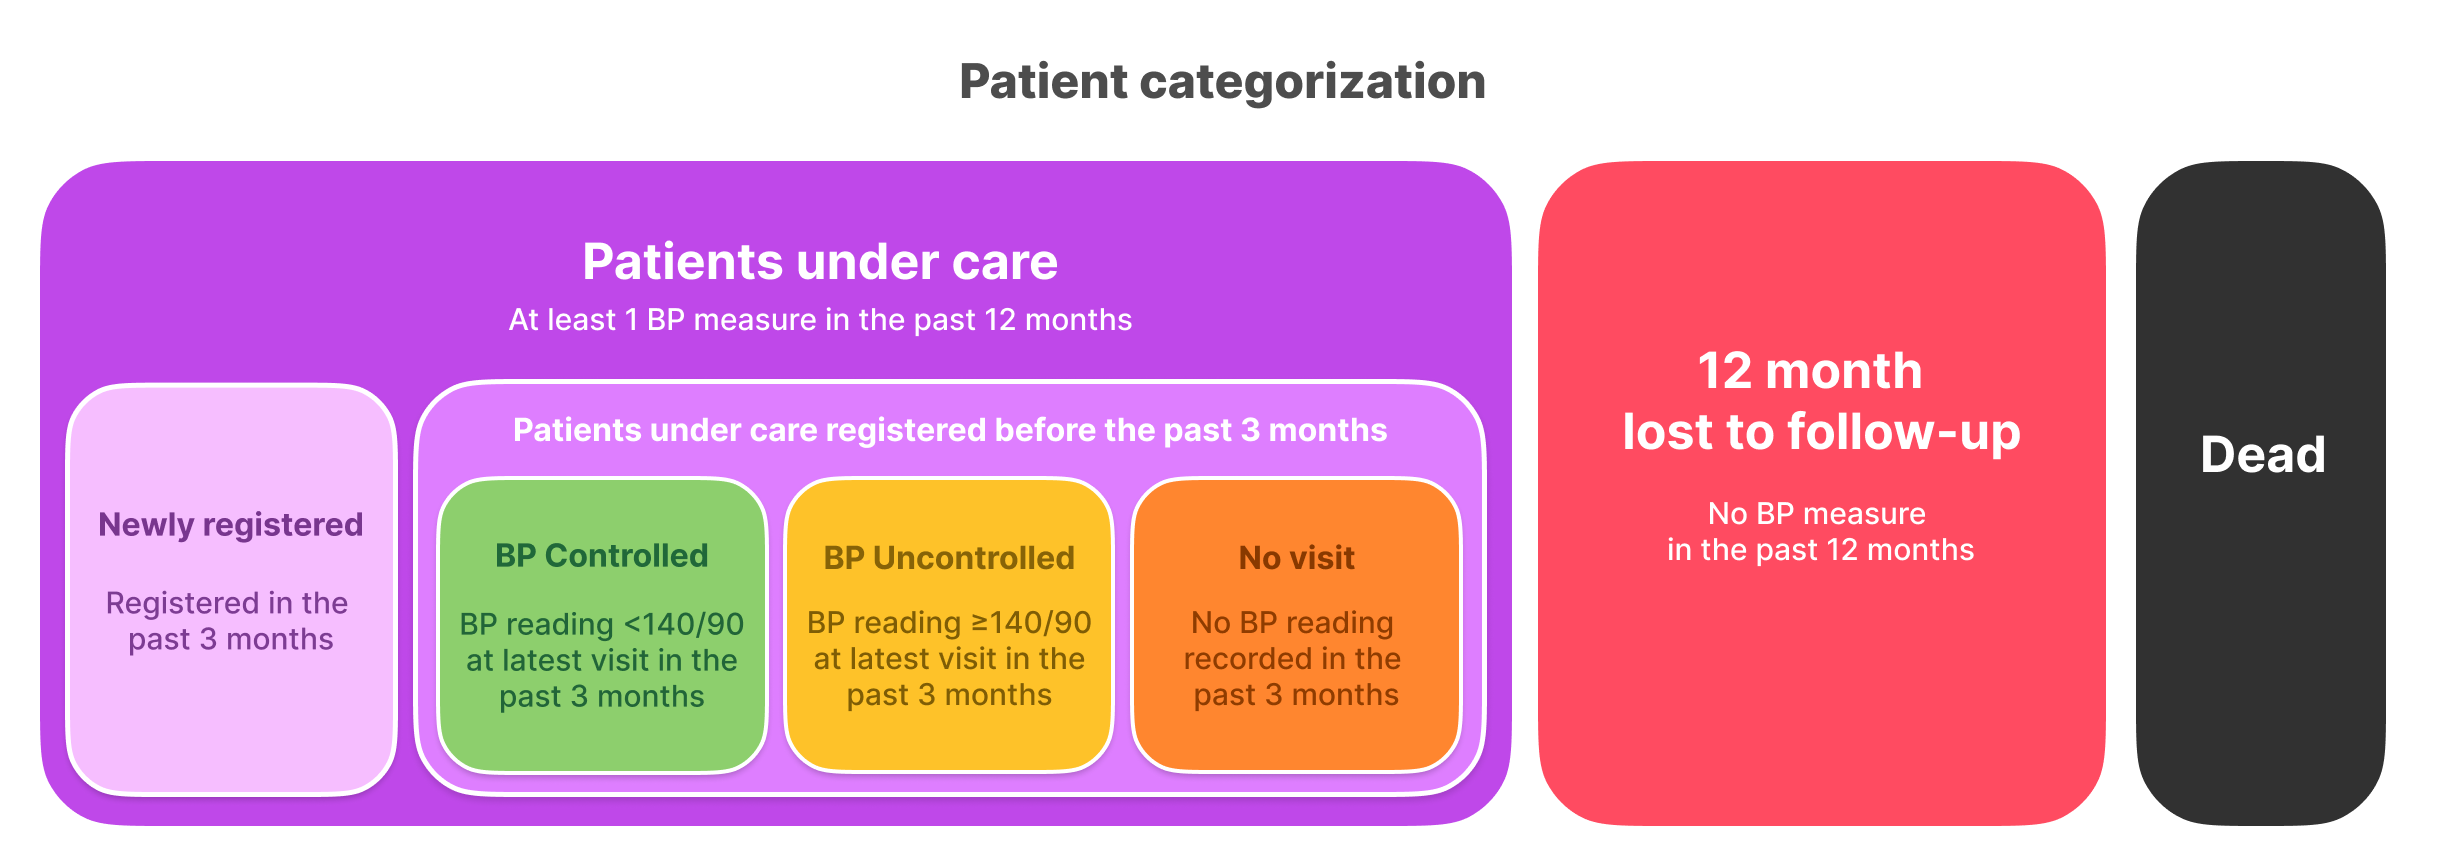 Patient categorization
Patients under care
At least 1 BP measure in the past 12 months
Newly registered
Registered in the
past 3 months
Patients under care registered before the past 3 months
BP Controlled
BP reading <140/90
at latest visit in the
past 3 months
BP Uncontrolled
BP reading ≥140/90
at latest visit in the
past 3 months
No visit
No BP reading
recorded in the
past 3 months
12 month
lost to follow-up
No BP measure
in the past 12 months
Dead